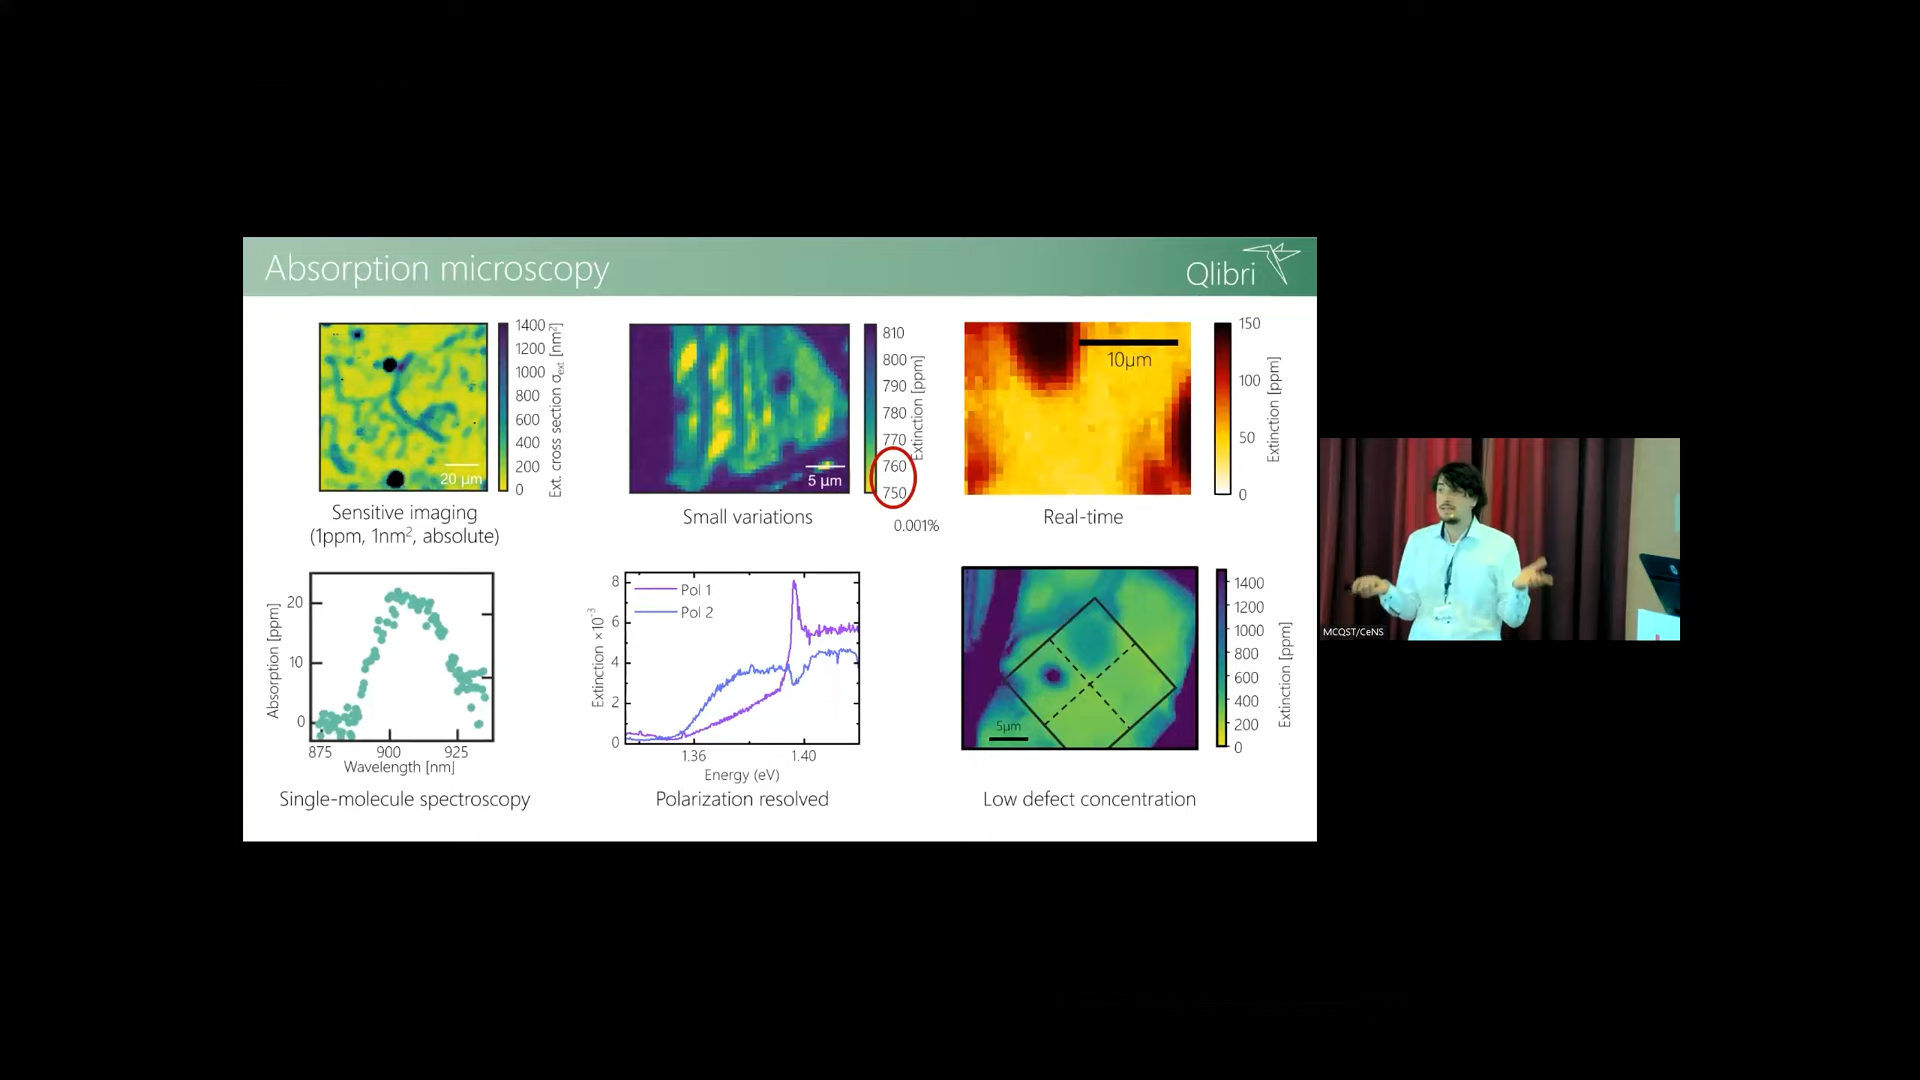 Absorption microscopy
Qlibri
1400
1200
1000
800
600
400
200
0
Ext. cross section σext [nm²]
20 µm
Sensitive imaging
(1ppm, 1nm², absolute)
810
800
790
780
770
760
750
Extinction [ppm]
5 µm
Small variations
0.001%
10µm
150
100
50
0
Extinction [ppm]
Real-time
Absorption [ppm]
20
10
0
875 900 925
Wavelength [nm]
Single-molecule spectroscopy
Extinction ×10⁻³
8
6
4
2
0
Pol 1
Pol 2
1.36 1.40
Energy (eV)
Polarization resolved
5µm
1400
1200
1000
800
600
400
200
0
Extinction [ppm]
Low defect concentration
MCQST/CeNS